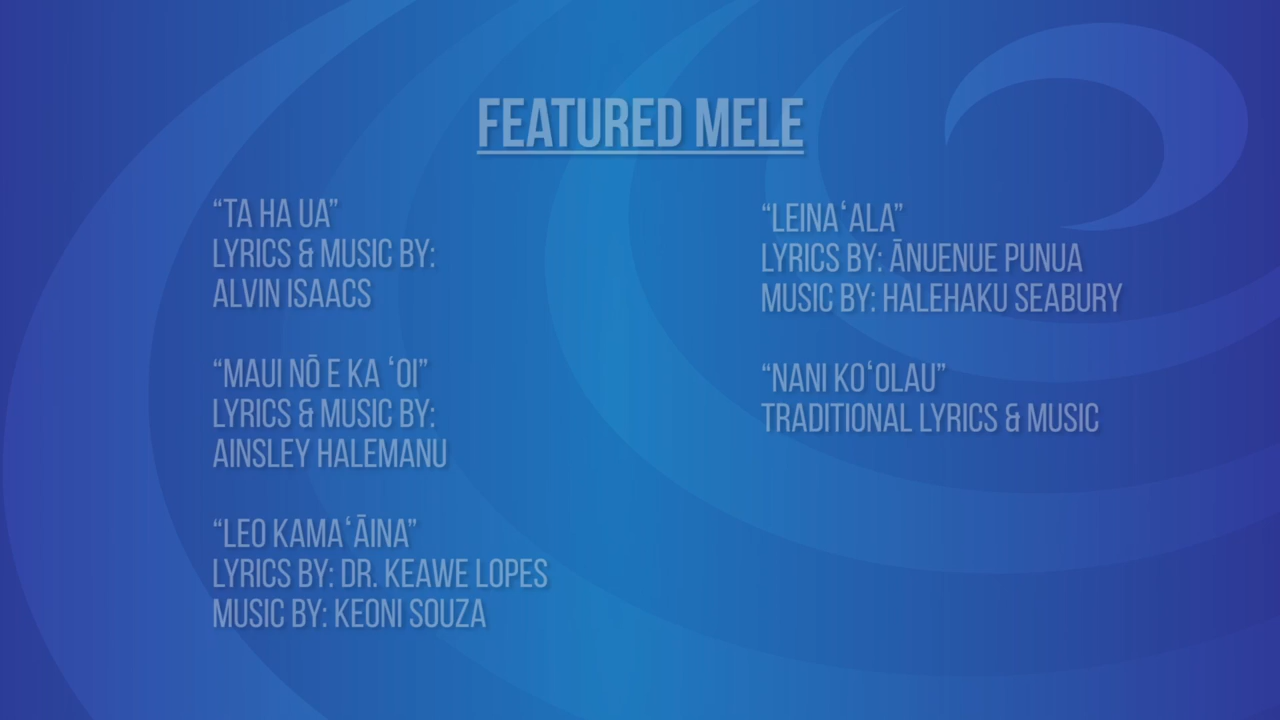 FEATURED MELE
“TA HA UA”
LYRICS & MUSIC BY:
ALVIN ISAACS
“MAUI NŌ E KA ʻOI”
LYRICS & MUSIC BY:
AINSLEY HALEMANU
“LEO KAMAʻĀINA”
LYRICS BY: DR. KEAWE LOPES
MUSIC BY: KEONI SOUZA
“LEINAʻALA”
LYRICS BY: ĀNUENUE PUNUA
MUSIC BY: HALEHAKU SEABURY
“NANI KOʻOLAU”
TRADITIONAL LYRICS & MUSIC